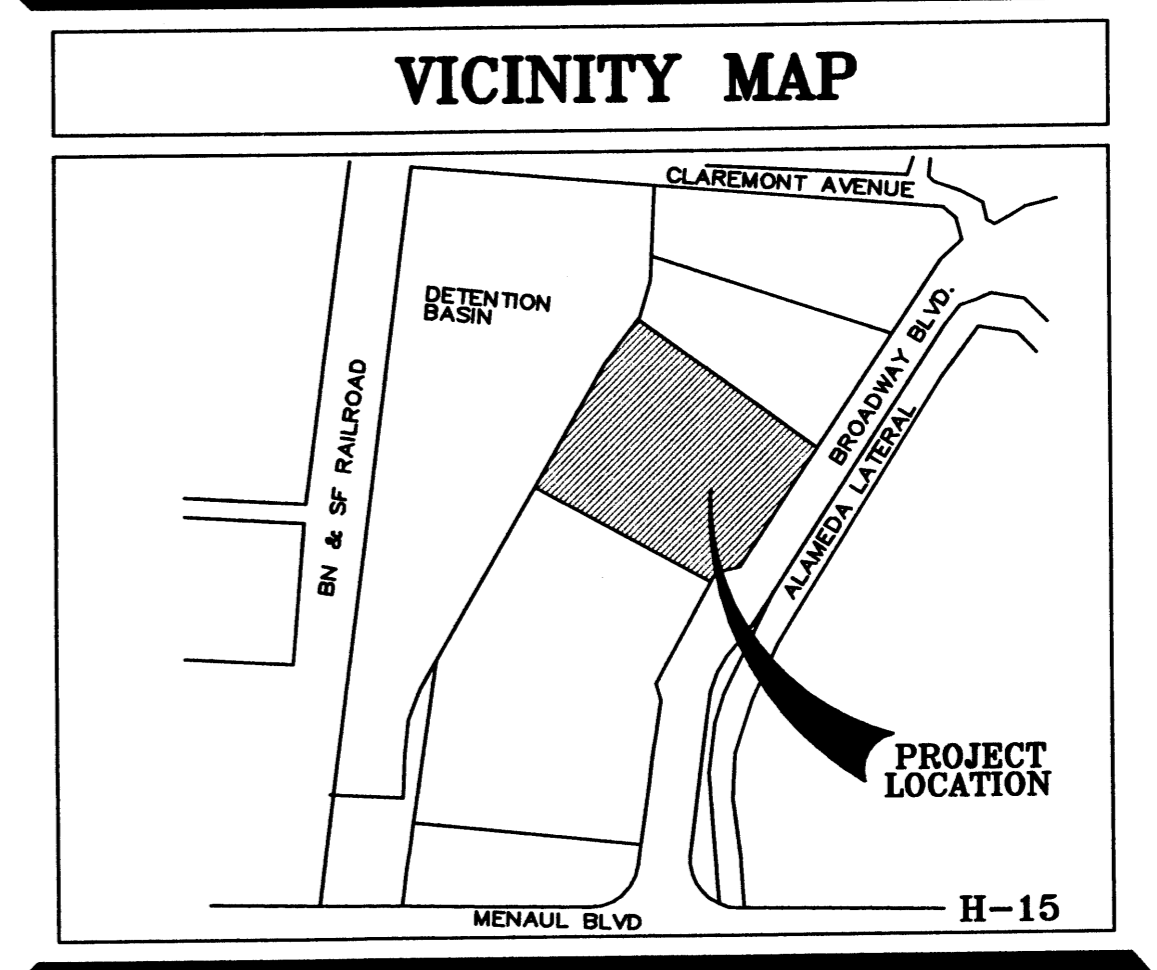 VICINITY MAP
CLAREMONT AVENUE
DETENTION
BASIN
BROADWAY BLVD.
BN & SF RAILROAD
ALAMEDA LATERAL
PROJECT
LOCATION
H-15
MENAUL BLVD